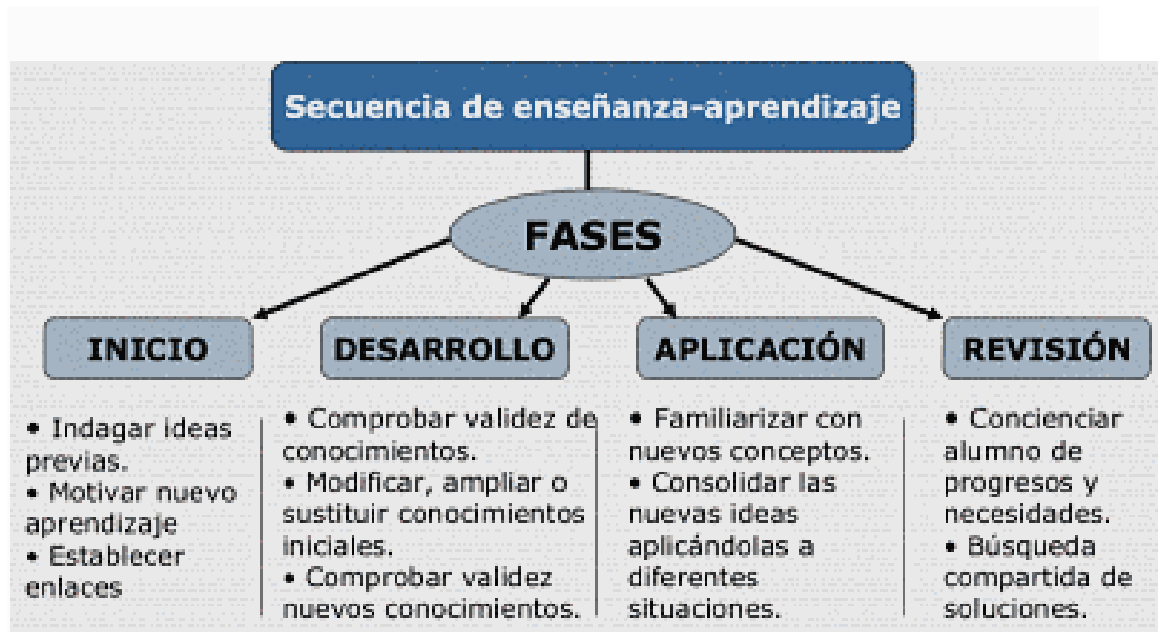 Secuencia de enseñanza-aprendizaje
FASES
INICIO
• Indagar ideas
previas.
• Motivar nuevo
aprendizaje
• Establecer
enlaces
DESARROLLO
• Comprobar validez de
conocimientos.
• Modificar, ampliar o
sustituir conocimientos
iniciales.
• Comprobar validez
nuevos conocimientos.
APLICACIÓN
• Familiarizar con
nuevos conceptos.
• Consolidar las
nuevas ideas
aplicándolas a
diferentes
situaciones.
REVISIÓN
• Concienciar
alumno de
progresos y
necesidades.
• Búsqueda
compartida de
soluciones.